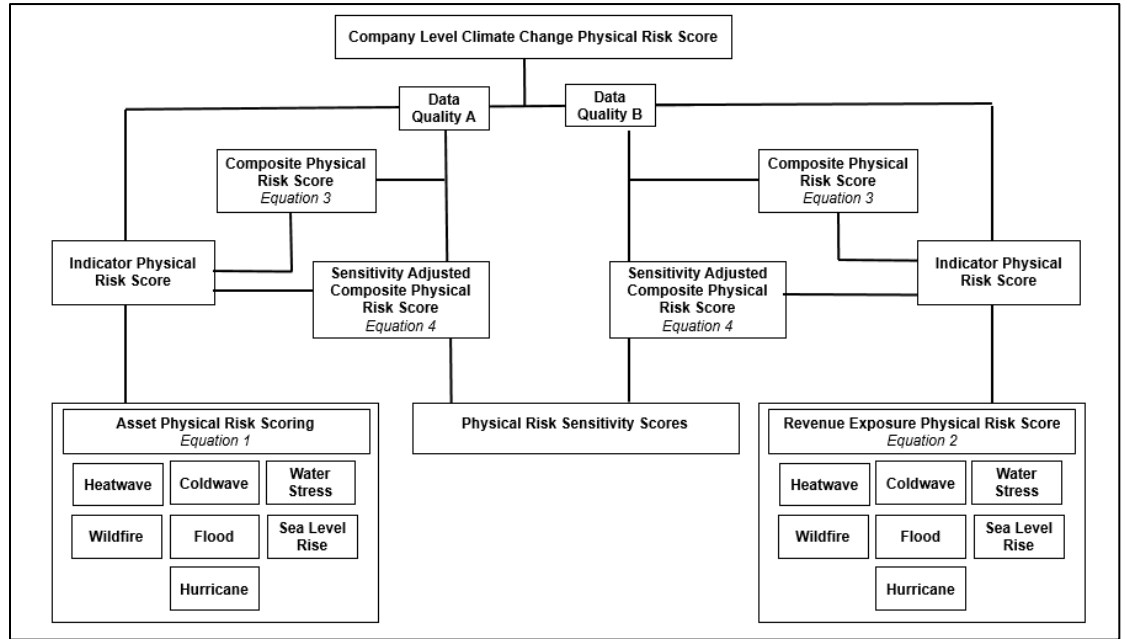 Company Level Climate Change Physical Risk Score
Data
Quality A
Data
Quality B
Composite Physical
Risk Score
Equation 3
Composite Physical
Risk Score
Equation 3
Indicator Physical
Risk Score
Sensitivity Adjusted
Composite Physical
Risk Score
Equation 4
Sensitivity Adjusted
Composite Physical
Risk Score
Equation 4
Indicator Physical
Risk Score
Asset Physical Risk Scoring
Equation 1
Heatwave
Coldwave
Water
Stress
Wildfire
Flood
Sea Level
Rise
Hurricane
Physical Risk Sensitivity Scores
Revenue Exposure Physical Risk Score
Equation 2
Heatwave
Coldwave
Water
Stress
Wildfire
Flood
Sea Level
Rise
Hurricane